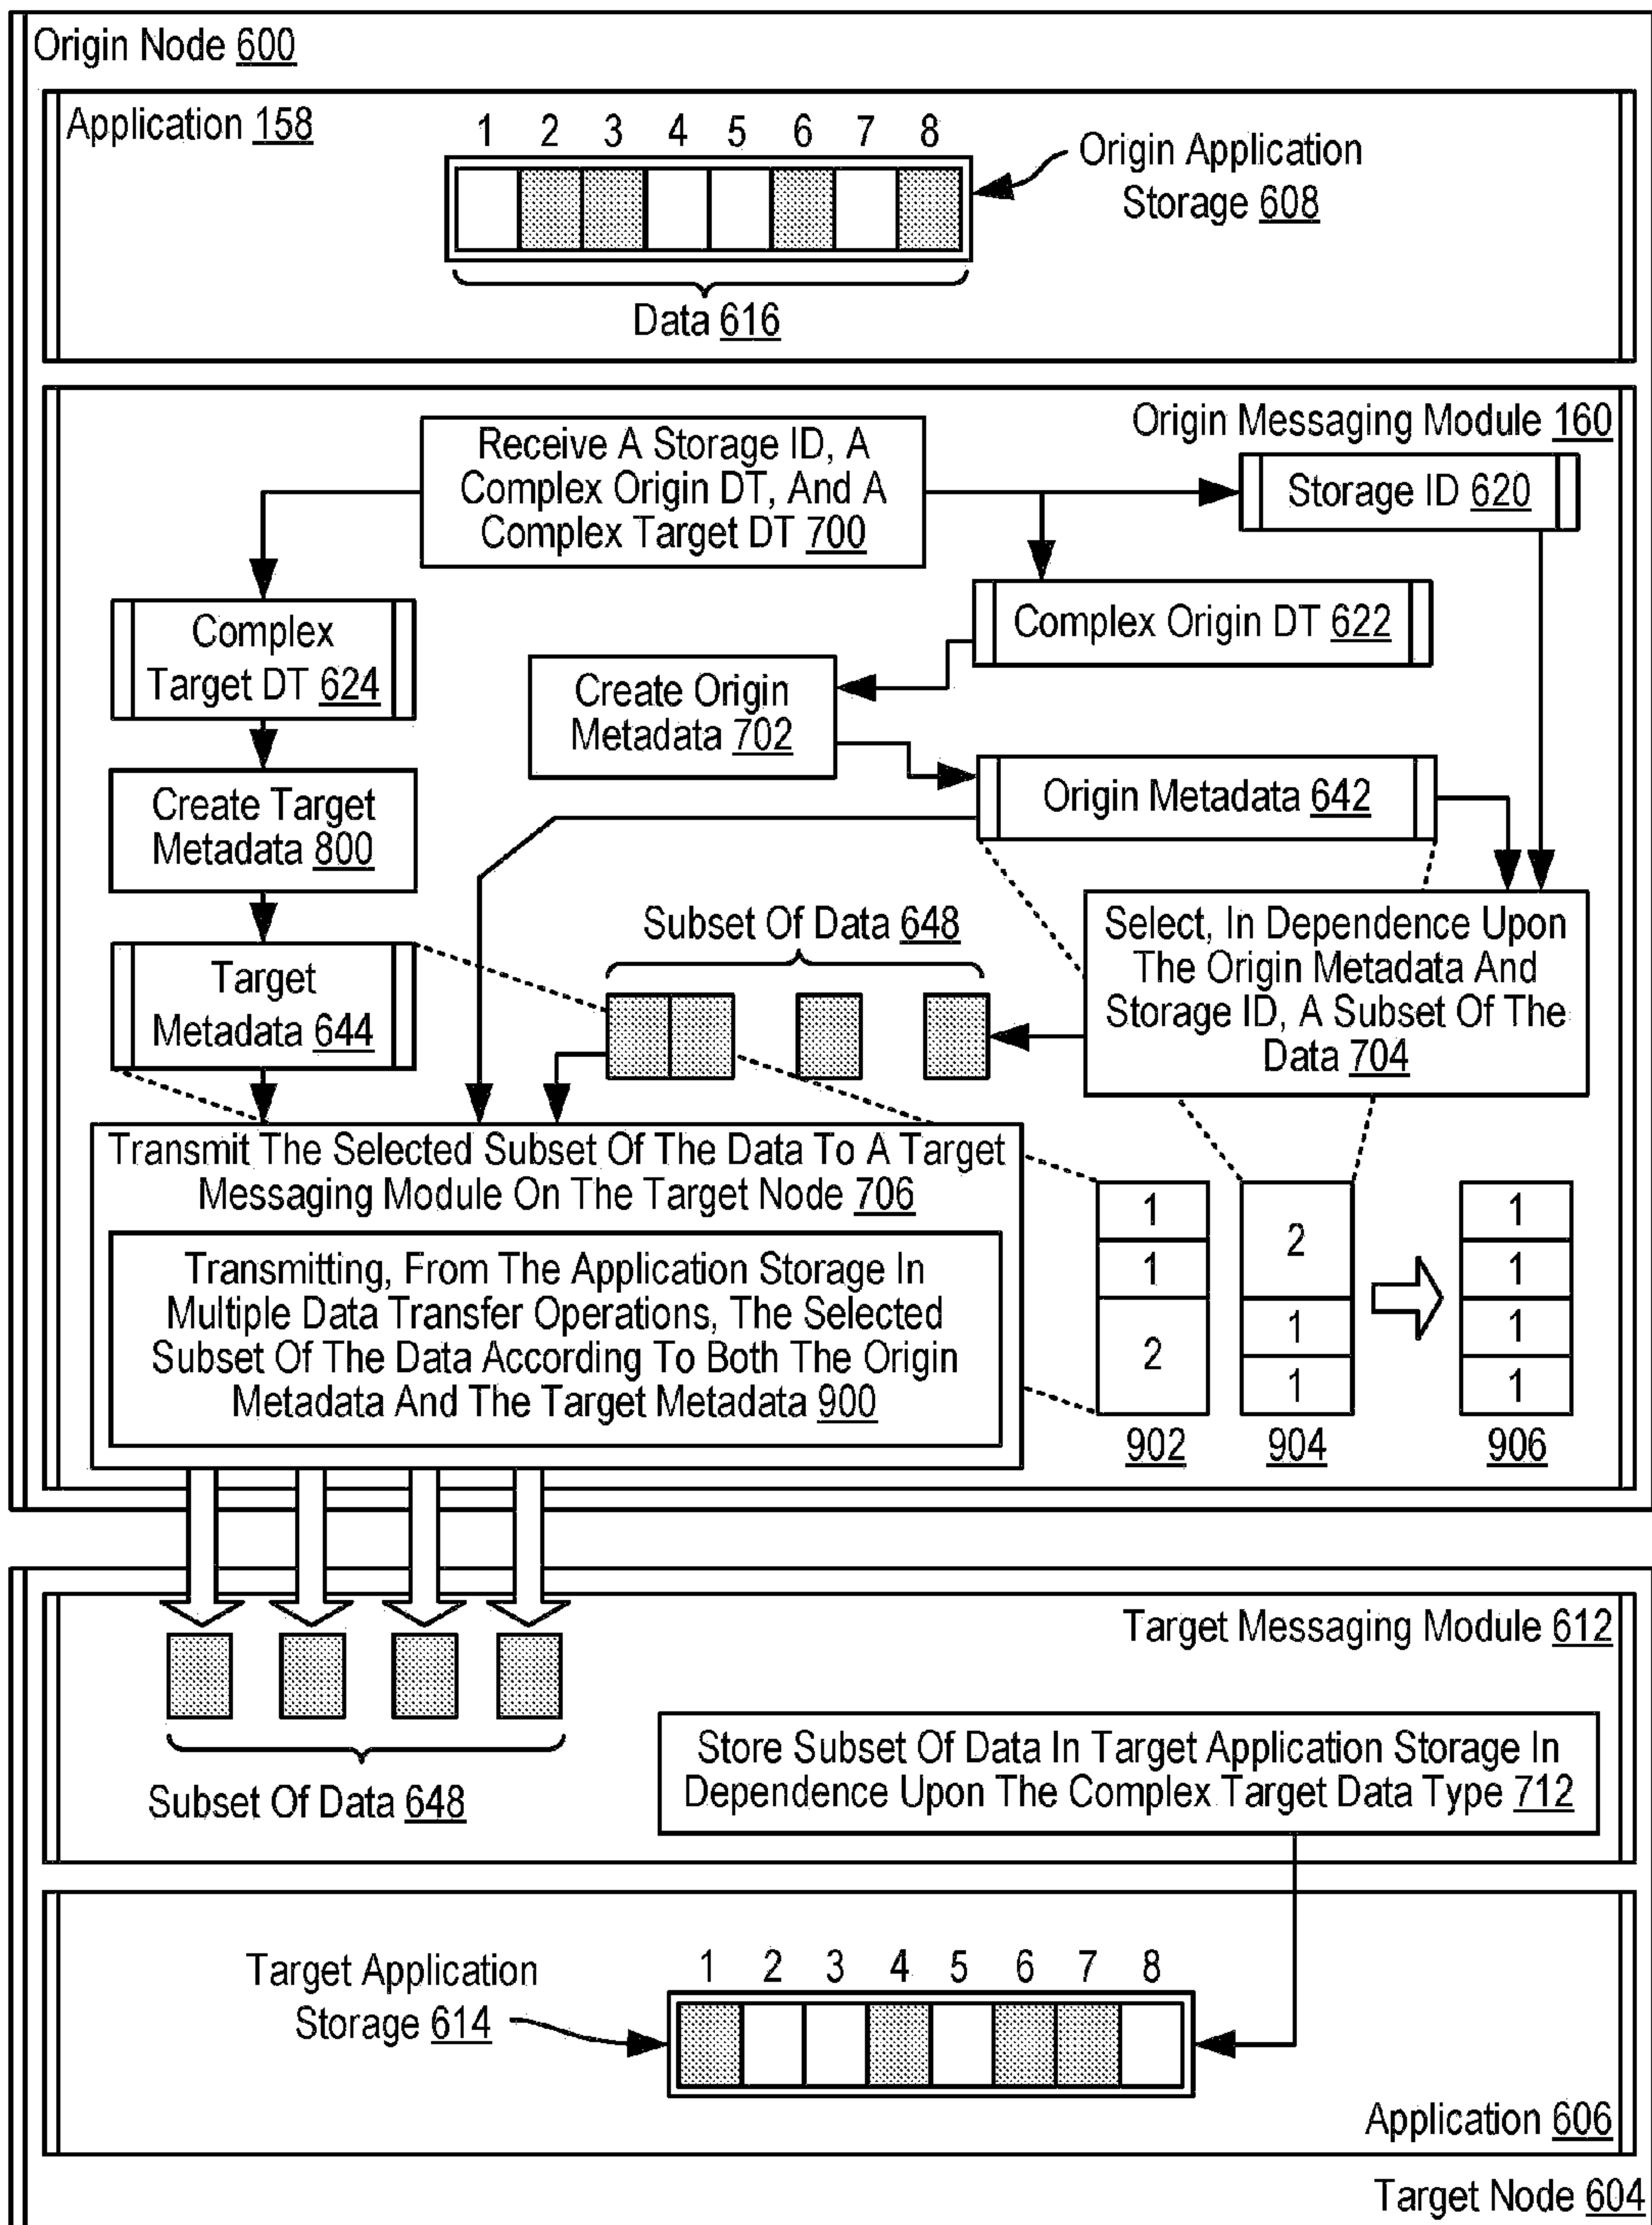 Origin Node 600
Application 158
1 2 3 4 5 6 7 8
Origin Application
Storage 608
Data 616
Origin Messaging Module 160
Receive A Storage ID, A
Complex Origin DT, And A
Complex Target DT 700
Storage ID 620
Complex Origin DT 622
Complex
Target DT 624
Create Origin
Metadata 702
Origin Metadata 642
Create Target
Metadata 800
Subset Of Data 648
Select, In Dependence Upon
The Origin Metadata And
Storage ID, A Subset Of The
Data 704
Target
Metadata 644
Transmit The Selected Subset Of The Data To A Target
Messaging Module On The Target Node 706
Transmitting, From The Application Storage In
Multiple Data Transfer Operations, The Selected
Subset Of The Data According To Both The Origin
Metadata And The Target Metadata 900
1
1
2
902
2
1
1
904
1
1
1
1
906
Target Messaging Module 612
Subset Of Data 648
Store Subset Of Data In Target Application Storage In
Dependence Upon The Complex Target Data Type 712
Target Application
Storage 614
1 2 3 4 5 6 7 8
Application 606
Target Node 604